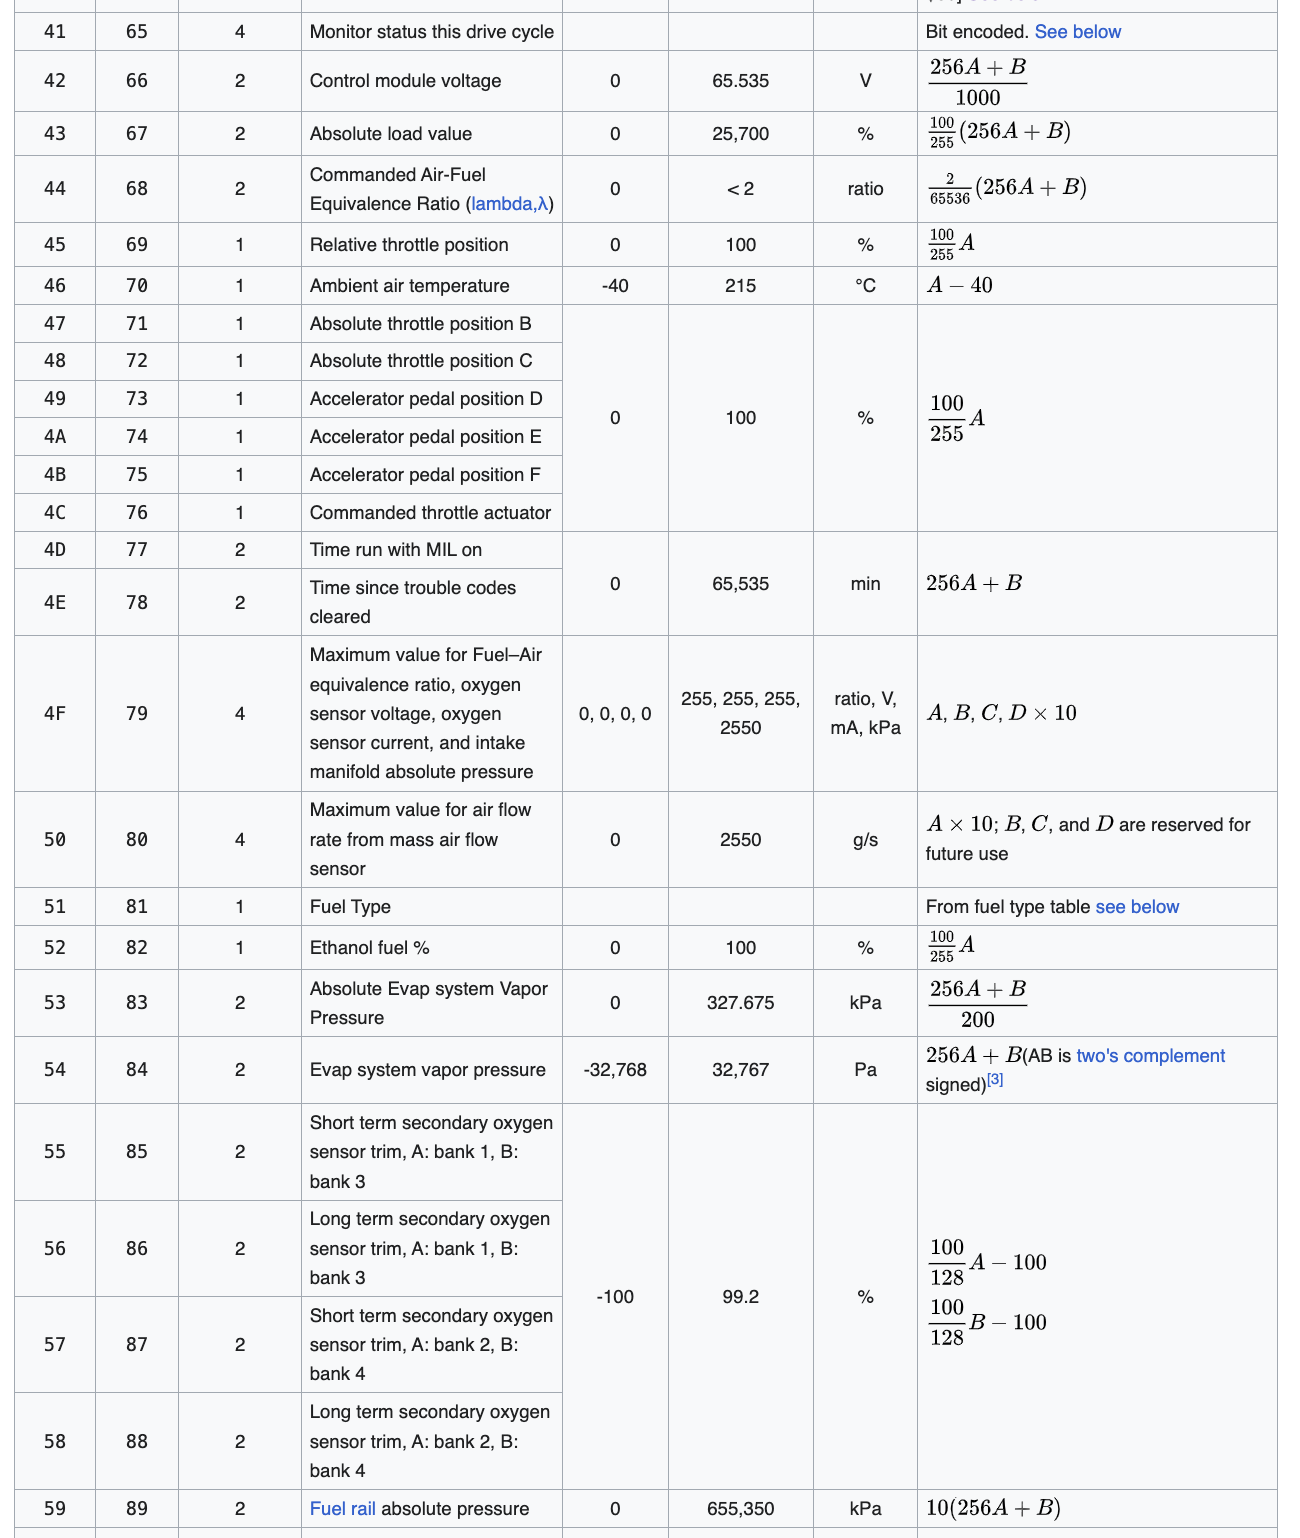 41 65 4 Monitor status this drive cycle Bit encoded. See below
42 66 2 Control module voltage 0 65.535 V (256A + B)/1000
43 67 2 Absolute load value 0 25,700 % 100/255 (256A + B)
44 68 2 Commanded Air-Fuel
Equivalence Ratio (lambda,λ) 0 < 2 ratio 2/65536 (256A + B)
45 69 1 Relative throttle position 0 100 % 100/255 A
46 70 1 Ambient air temperature -40 215 °C A − 40
47 71 1 Absolute throttle position B
48 72 1 Absolute throttle position C
49 73 1 Accelerator pedal position D
0 100 % 100/255 A
4A 74 1 Accelerator pedal position E
4B 75 1 Accelerator pedal position F
4C 76 1 Commanded throttle actuator
4D 77 2 Time run with MIL on
0 65,535 min 256A + B
4E 78 2 Time since trouble codes
cleared
4F 79 4 Maximum value for Fuel–Air
equivalence ratio, oxygen
sensor voltage, oxygen
sensor current, and intake
manifold absolute pressure
0, 0, 0, 0 255, 255, 255,
2550
ratio, V,
mA, kPa
A, B, C, D × 10
50 80 4 Maximum value for air flow
rate from mass air flow
sensor
0 2550 g/s A × 10; B, C, and D are reserved for
future use
51 81 1 Fuel Type From fuel type table see below
52 82 1 Ethanol fuel % 0 100 % 100/255 A
53 83 2 Absolute Evap system Vapor
Pressure 0 327.675 kPa (256A + B)/200
54 84 2 Evap system vapor pressure -32,768 32,767 Pa 256A + B(AB is two's complement
signed)[3]
55 85 2 Short term secondary oxygen
sensor trim, A: bank 1, B:
bank 3
56 86 2 Long term secondary oxygen
sensor trim, A: bank 1, B:
bank 3
-100 99.2 % 100/128 A − 100
100/128 B − 100
57 87 2 Short term secondary oxygen
sensor trim, A: bank 2, B:
bank 4
58 88 2 Long term secondary oxygen
sensor trim, A: bank 2, B:
bank 4
59 89 2 Fuel rail absolute pressure 0 655,350 kPa 10(256A + B)